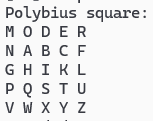 Polybius square:
M O D E R
N A B C F
G H I K L
P Q S T U
V W X Y Z